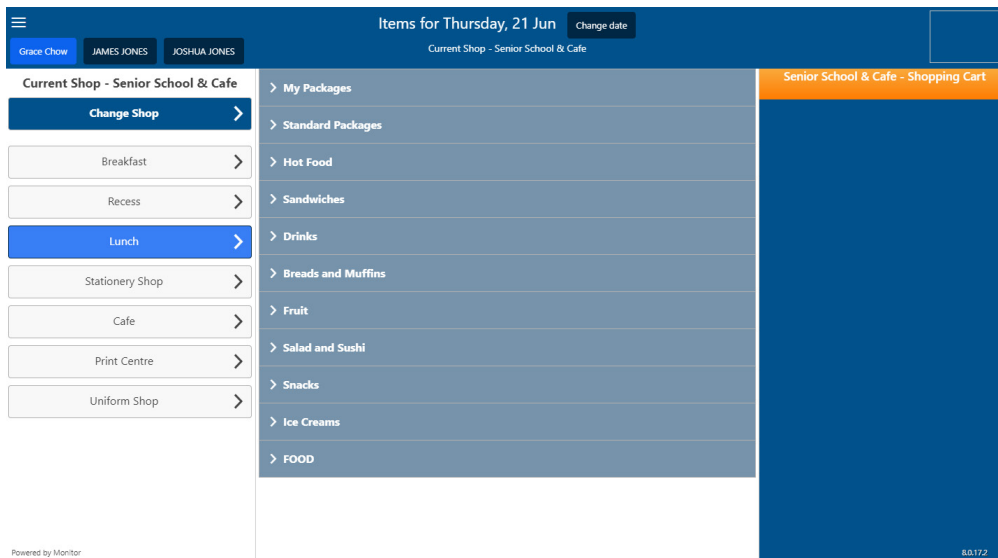 Items for Thursday, 21 Jun Change date
Grace Chow JAMES JONES JOSHUA JONES
Current Shop - Senior School & Cafe
Current Shop - Senior School & Cafe
Change Shop
Breakfast
Recess
Lunch
Stationery Shop
Cafe
Print Centre
Uniform Shop
My Packages
Standard Packages
Hot Food
Sandwiches
Drinks
Breads and Muffins
Fruit
Salad and Sushi
Snacks
Ice Creams
FOOD
Senior School & Cafe - Shopping Cart
Powered by Monitor
8.0.17.2